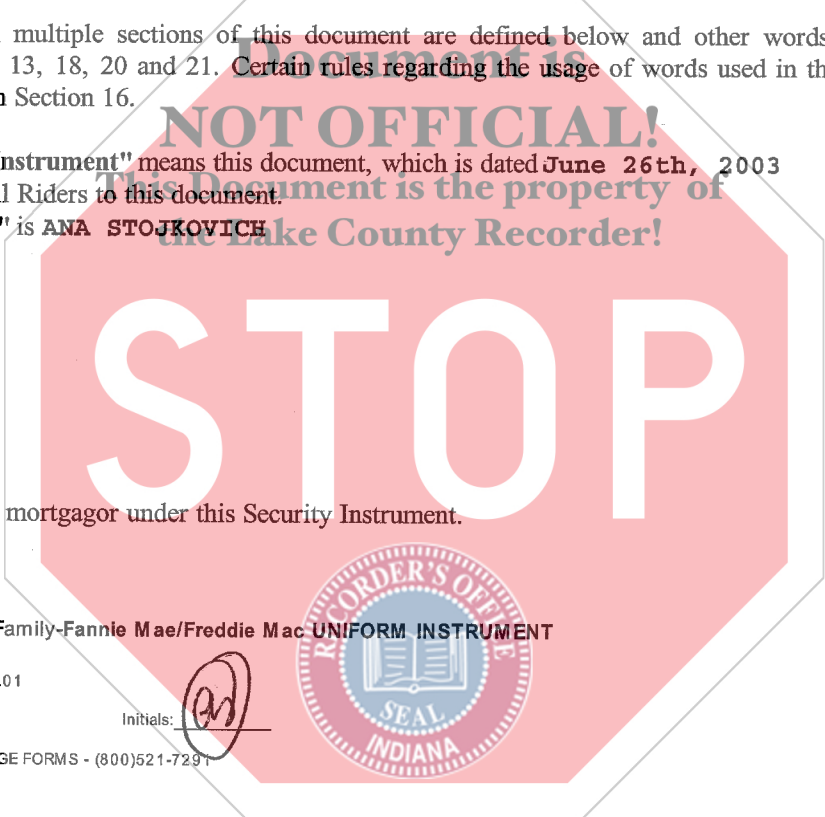 multiple sections of this document are defined below and other words
13, 18, 20 and 21. Certain rules regarding the usage of words used in th
n Section 16.
Document is
NOT OFFICIAL!
This Document is the property of
the Lake County Recorder!
nstrument" means this document, which is dated June 26th, 2003
l Riders to this document.
" is ANA STOJKOVICH
STOP
mortgagor under this Security Instrument.
RECORDER'S OFFICE
SEAL
INDIANA
Family-Fannie Mae/Freddie Mac UNIFORM INSTRUMENT
.01
Initials:
GE FORMS - (800)521-7291